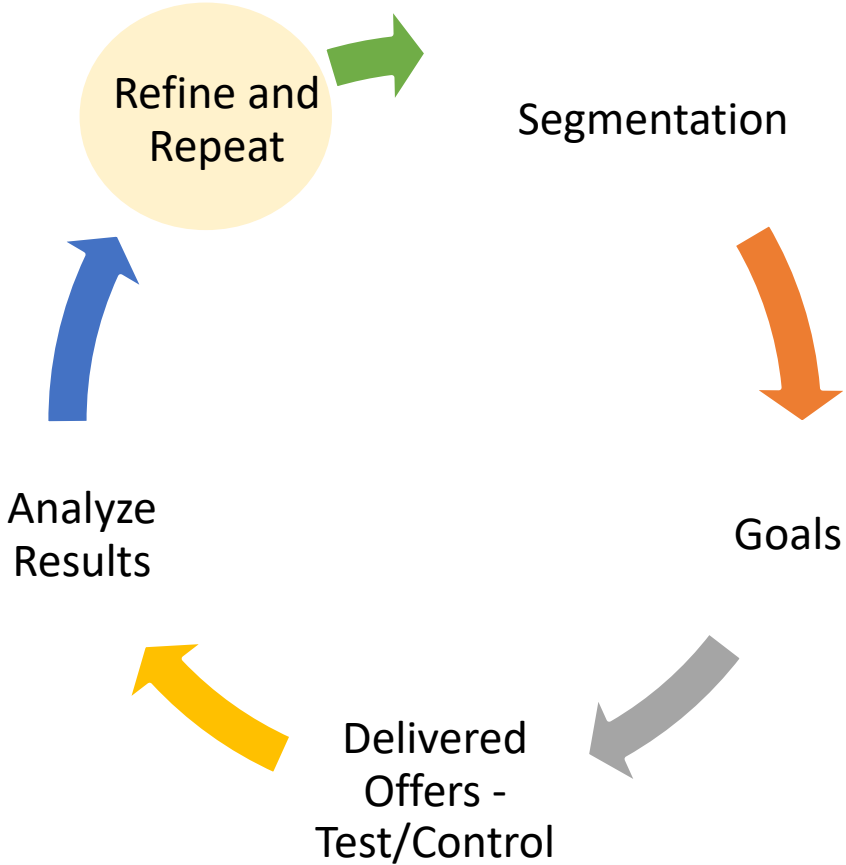 Refine and
Repeat
Segmentation
Goals
Delivered
Offers -
Test/Control
Analyze
Results